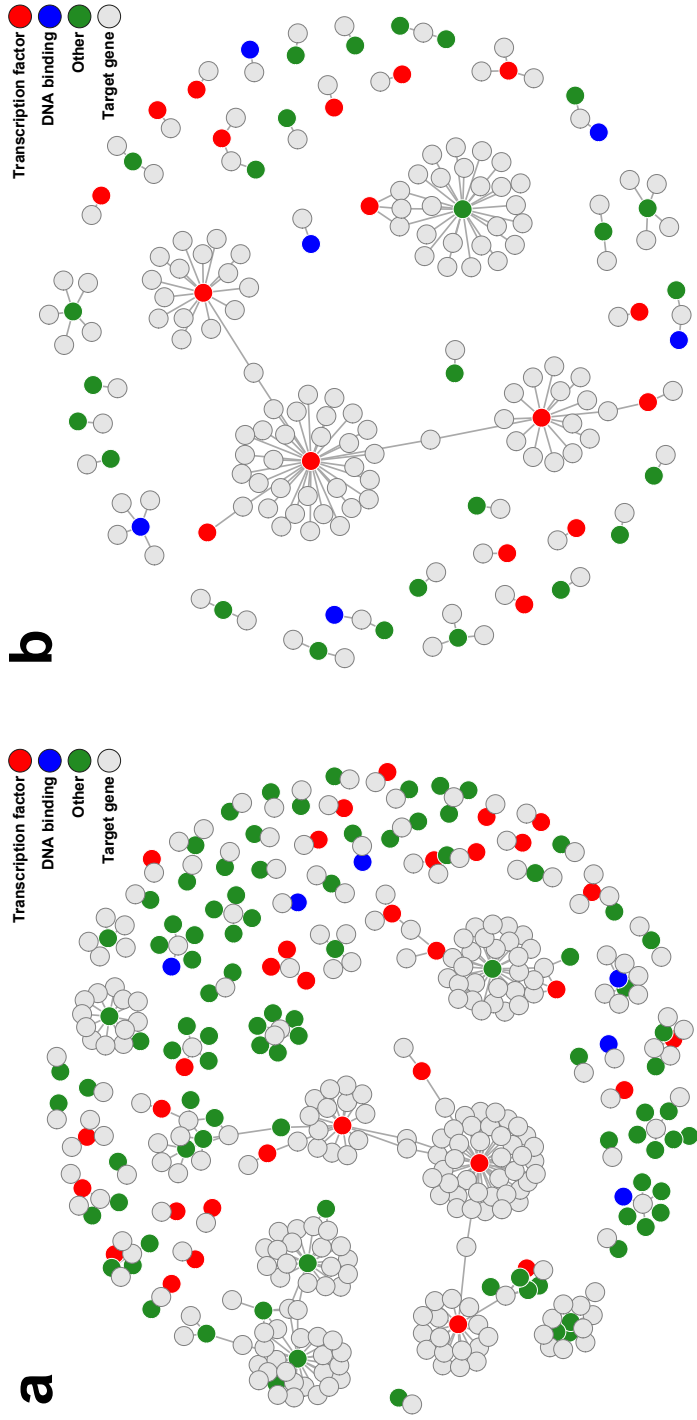 a
Transcription factor
DNA binding
Other
Target gene
b
Transcription factor
DNA binding
Other
Target gene